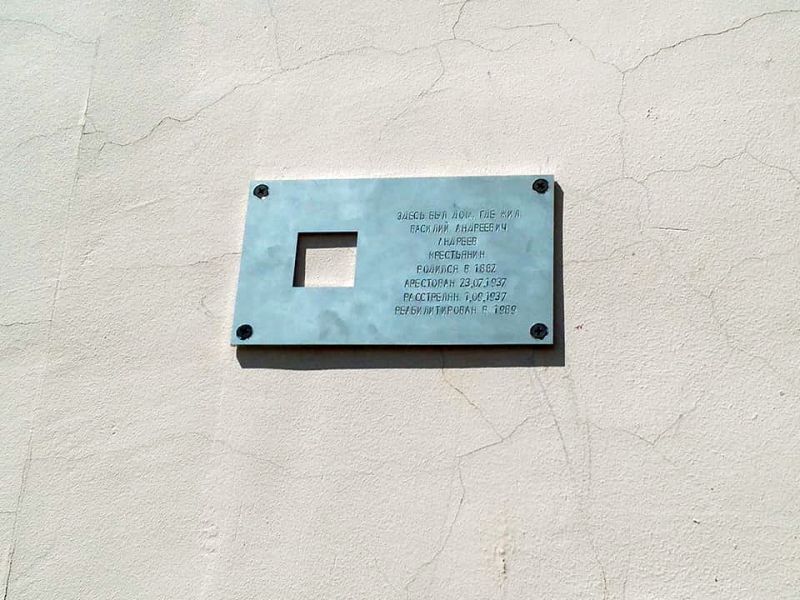 ЗДЕСЬ БЫЛ ДОМ, ГДЕ ЖИЛ
ВАСИЛИЙ АНДРЕЕВИЧ
АНДРЕЕВ
КРЕСТЬЯНИН
РОДИЛСЯ В 1882
АРЕСТОВАН 23.07.1937
РАССТРЕЛЯН 1.09.1937
РЕАБИЛИТИРОВАН В 1989